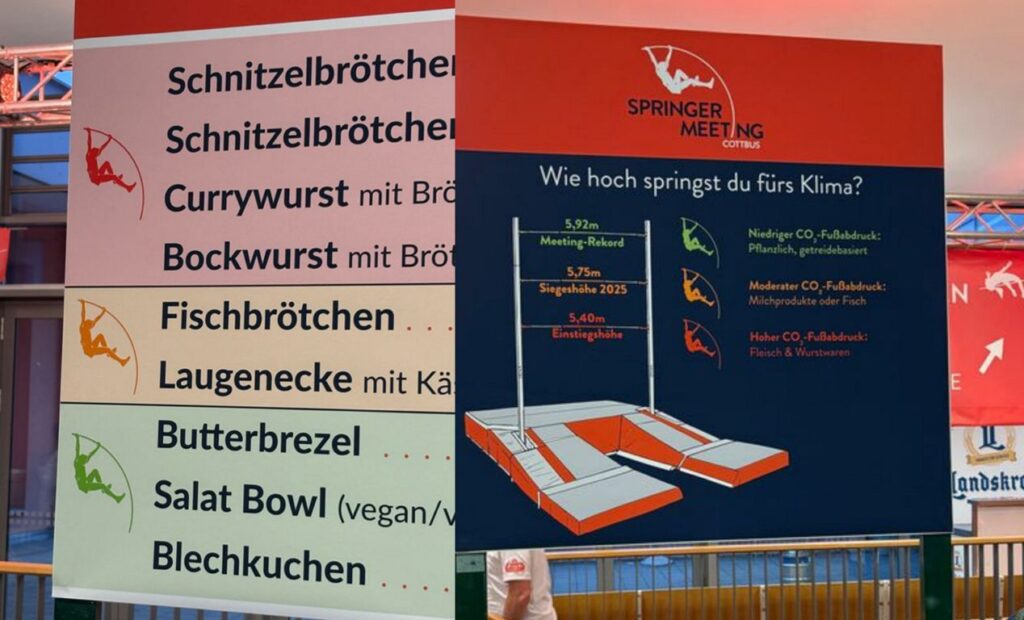 Schnitzelbrötchen
Schnitzelbrötchen
Currywurst mit Brö
Bockwurst mit Bröt
Fischbrötchen . . .
Laugenecke mit Käs
Butterbrezel . . . .
Salat Bowl (vegan/v
Blechkuchen . . . .
SPRINGER
MEETING
COTTBUS
Wie hoch springst du fürs Klima?
5,92m
Meeting-Rekord
5,75m
Siegeshöhe 2025
5,40m
Einstiegshöhe
Niedriger CO₂-Fußabdruck:
Pflanzlich, getreidebasiert
Moderater CO₂-Fußabdruck:
Milchprodukte oder Fisch
Hoher CO₂-Fußabdruck:
Fleisch & Wurstwaren
N
E
L
Landskro